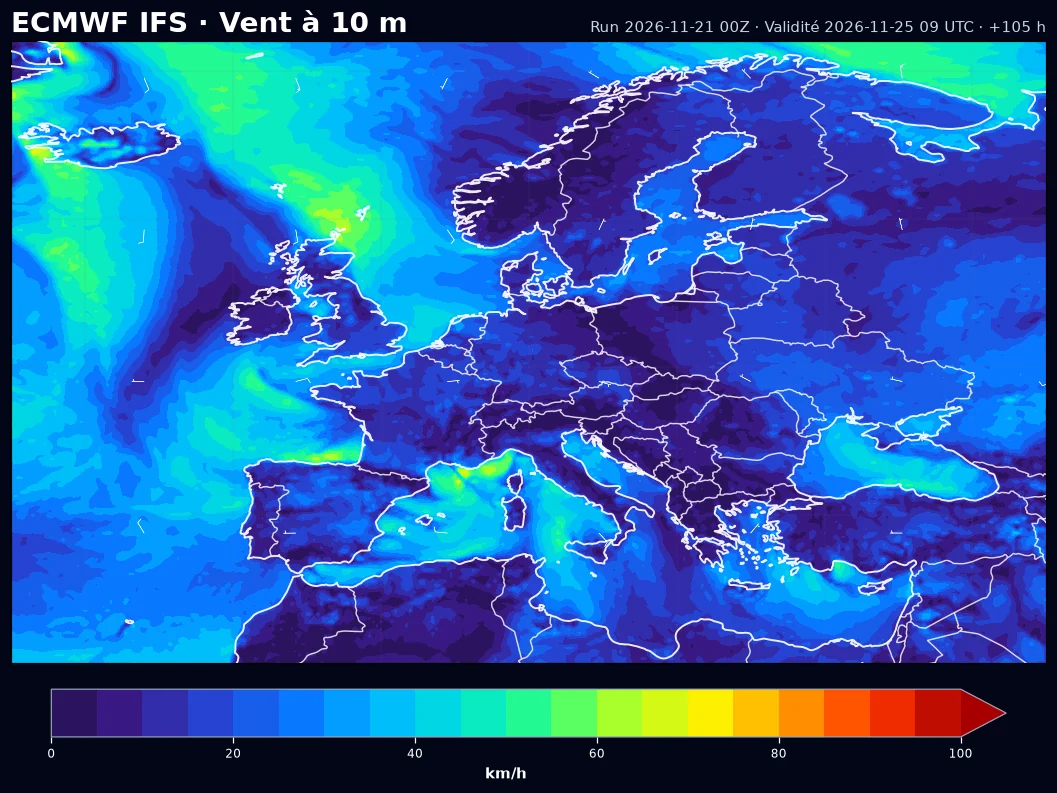 ECMWF IFS · Vent à 10 m
Run 2026-11-21 00Z · Validité 2026-11-25 09 UTC · +105 h
0 20 40 60 80 100
km/h